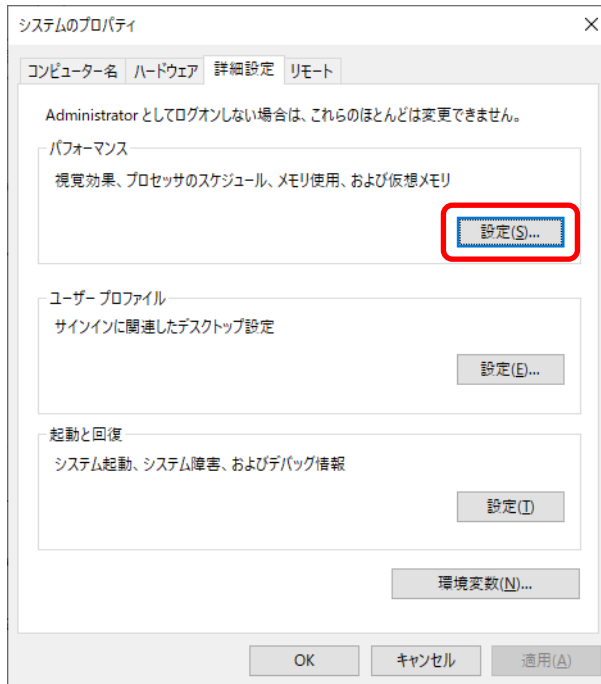 システムのプロパティ
コンピューター名 ハードウェア 詳細設定 リモート
Administrator としてログオンしない場合は、これらのほとんどは変更できません。
パフォーマンス
視覚効果、プロセッサのスケジュール、メモリ使用、および仮想メモリ
設定(S)...
ユーザー プロファイル
サインインに関連したデスクトップ設定
設定(E)...
起動と回復
システム起動、システム障害、およびデバッグ情報
設定(T)
環境変数(N)...
OK キャンセル 適用(A)